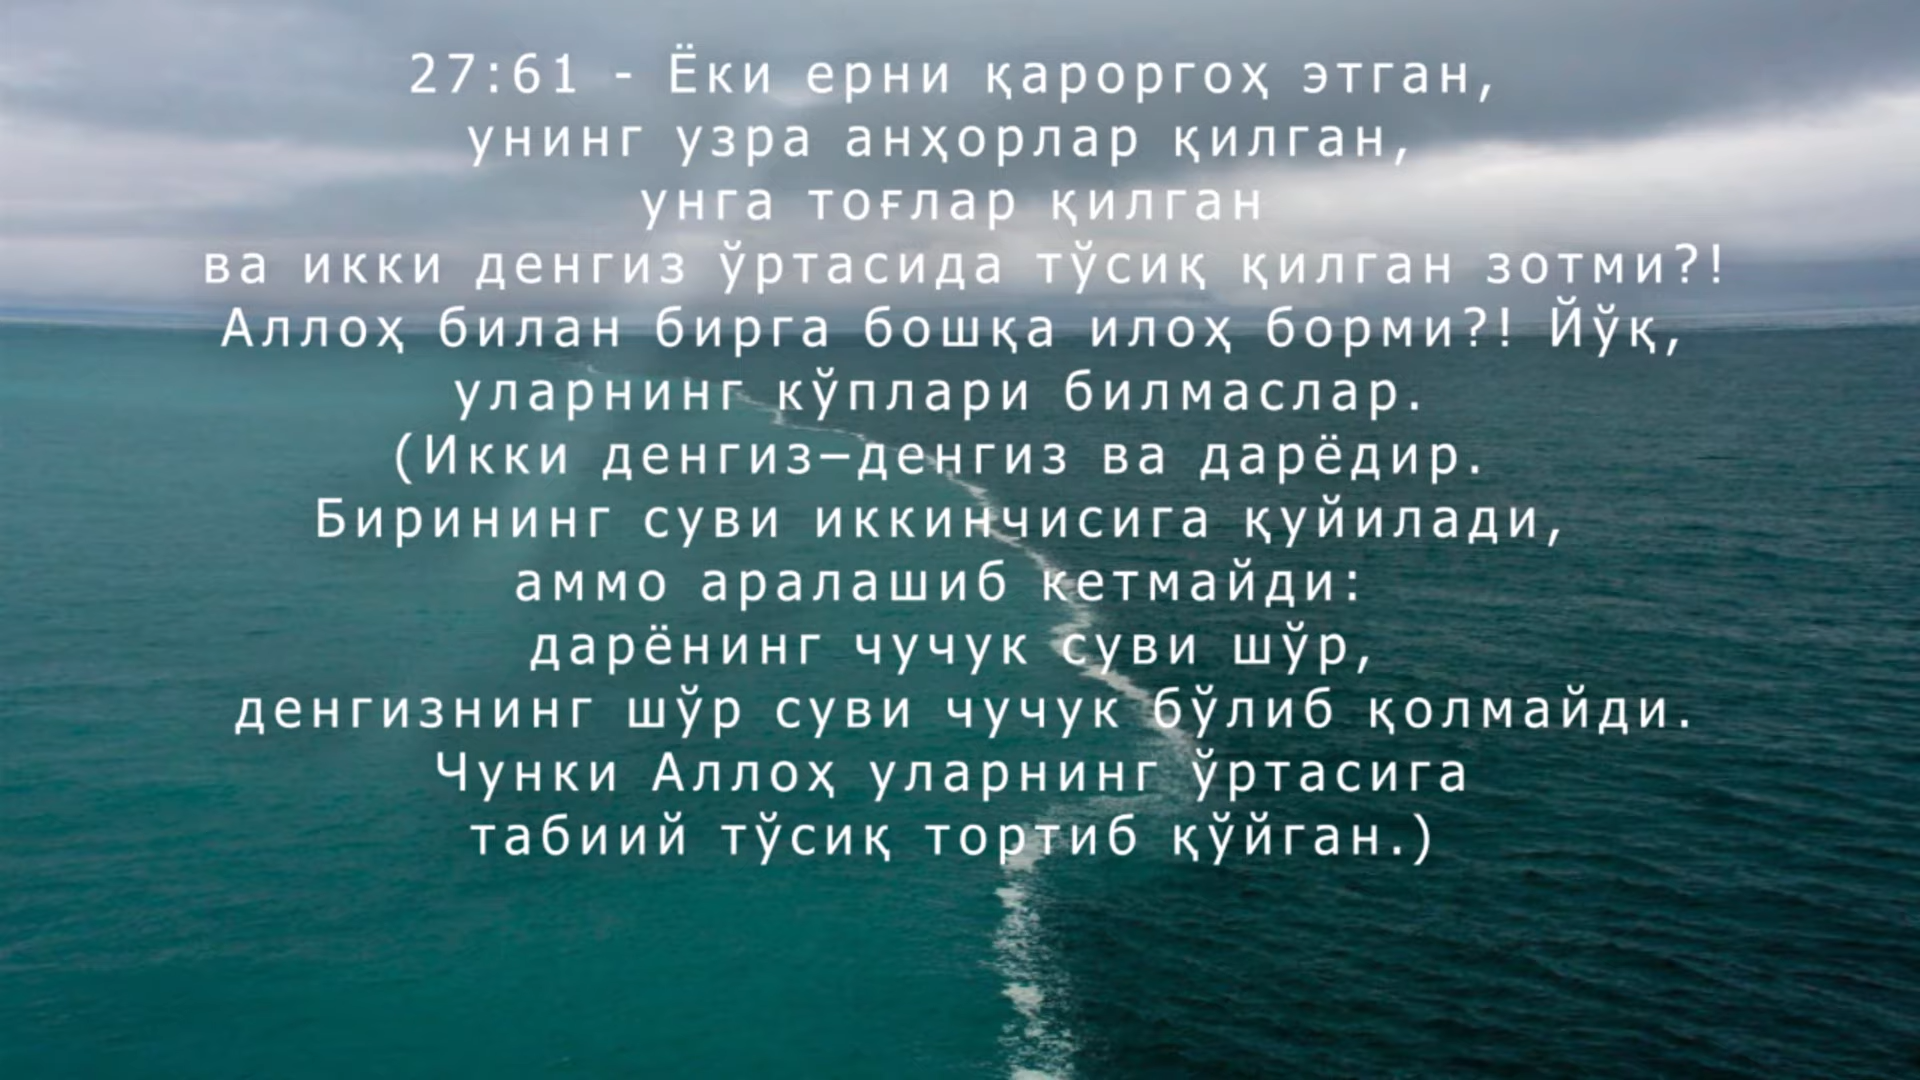 27:61 - Ёки ерни қароргоҳ этган,
унинг узра анҳорлар қилган,
унга тоғлар қилган
ва икки денгиз ўртасида тўсиқ қилган зотми?!
Аллоҳ билан бирга бошқа илоҳ борми?! Йўқ,
уларнинг кўплари билмаслар.
(Икки денгиз–денгиз ва дарёдир.
Бирининг суви иккинчисига қуйилади,
аммо аралашиб кетмайди:
дарёнинг чучук суви шўр,
денгизнинг шўр суви чучук бўлиб қолмайди.
Чунки Аллоҳ уларнинг ўртасига
табиий тўсиқ тортиб қўйган.)